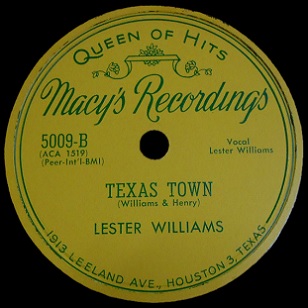 QUEEN OF HITS
Macy's Recordings
5009-B
(ACA 1519)
(Peer-Int'l-BMI)
Vocal
Lester Williams
TEXAS TOWN
(Williams & Henry)
LESTER WILLIAMS
1913 LEELAND AVE., HOUSTON 3, TEXAS